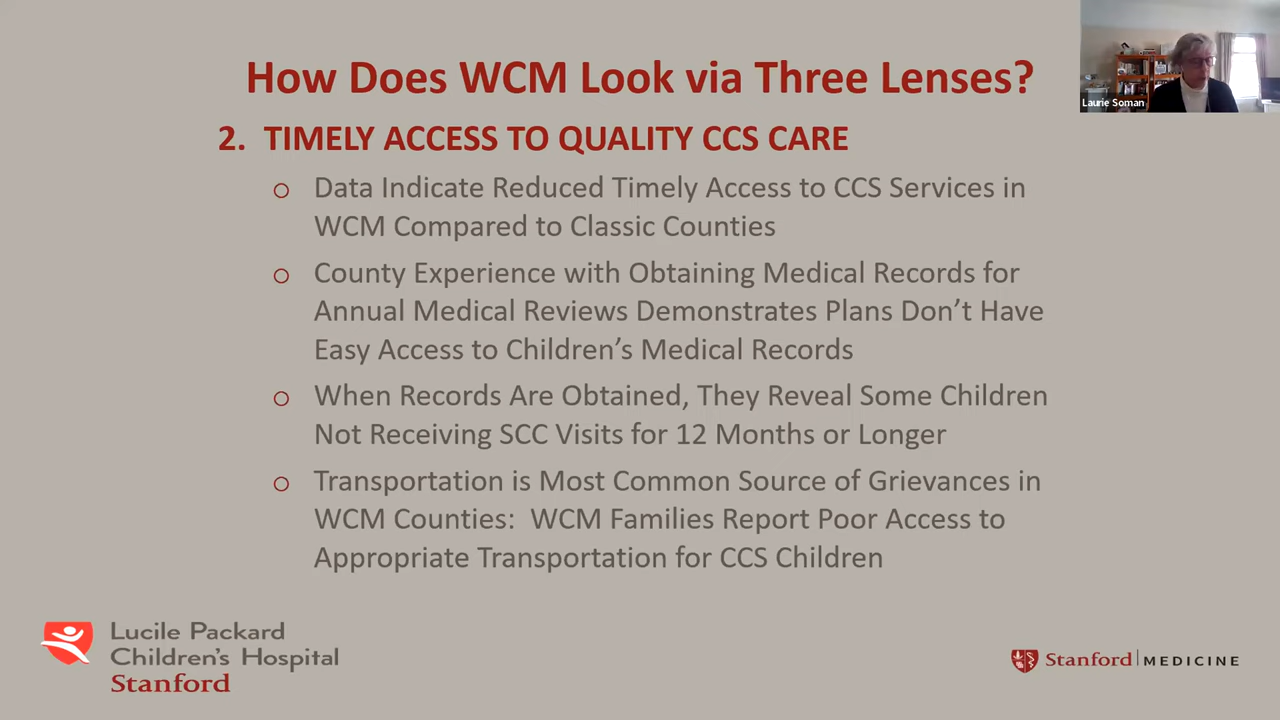 How Does WCM Look via Three Lenses?
Laurie Soman
2. TIMELY ACCESS TO QUALITY CCS CARE
o Data Indicate Reduced Timely Access to CCS Services in
WCM Compared to Classic Counties
o County Experience with Obtaining Medical Records for
Annual Medical Reviews Demonstrates Plans Don’t Have
Easy Access to Children’s Medical Records
o When Records Are Obtained, They Reveal Some Children
Not Receiving SCC Visits for 12 Months or Longer
o Transportation is Most Common Source of Grievances in
WCM Counties: WCM Families Report Poor Access to
Appropriate Transportation for CCS Children
Lucile Packard
Children’s Hospital
Stanford
Stanford | MEDICINE